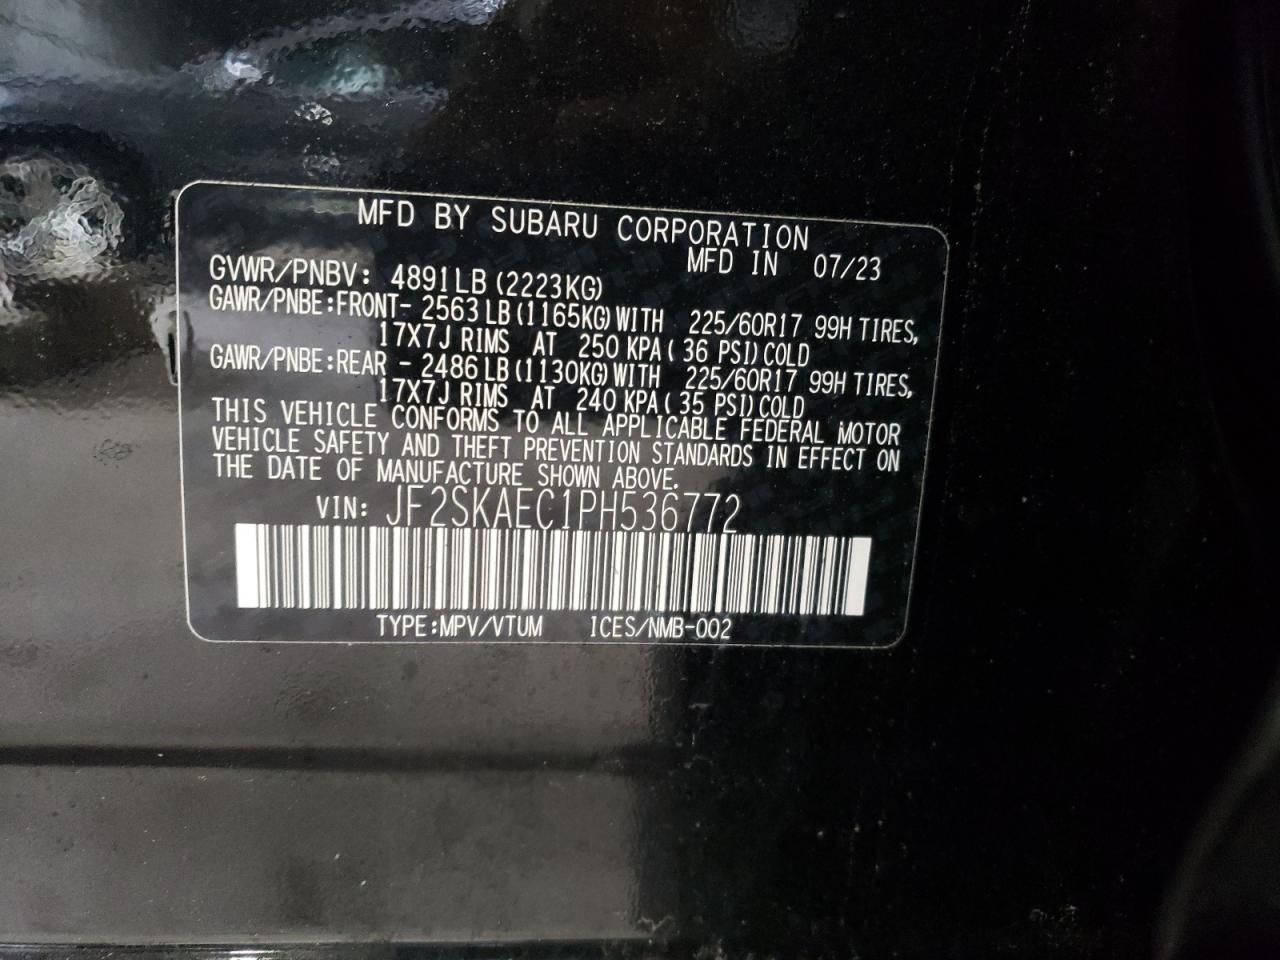 MFD BY SUBARU CORPORATION
MFD IN 07/23
GVWR/PNBV: 4891LB (2223KG)
GAWR/PNBE:FRONT- 2563 LB(1165KG)WITH 225/60R17 99H TIRES,
17X7J RIMS AT 250 KPA( 36 PSI)COLD
GAWR/PNBE:REAR - 2486 LB(1130KG)WITH 225/60R17 99H TIRES,
17X7J RIMS AT 240 KPA( 35 PSI)COLD
THIS VEHICLE CONFORMS TO ALL APPLICABLE FEDERAL MOTOR
VEHICLE SAFETY AND THEFT PREVENTION STANDARDS IN EFFECT ON
THE DATE OF MANUFACTURE SHOWN ABOVE.
VIN: JF2SKAEC1PH536772
TYPE:MPV/VTUM ICES/NMB-002